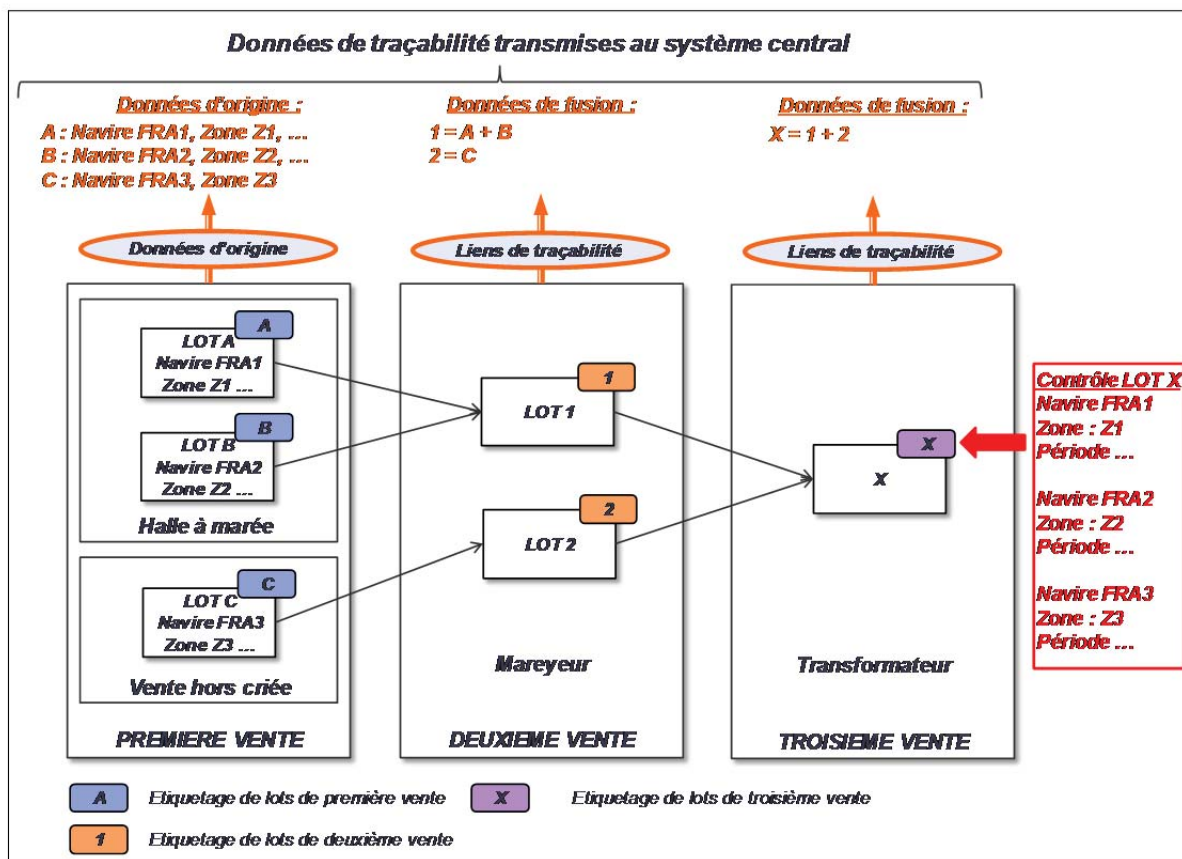 Données de traçabilité transmises au système central
Données d'origine :
A : Navire FRA1, Zone Z1, ...
B : Navire FRA2, Zone Z2, ...
C : Navire FRA3, Zone Z3
Données de fusion :
1 = A + B
2 = C
Données de fusion :
X = 1 + 2
Données d'origine
Liens de traçabilité
Liens de traçabilité
A
LOT A
Navire FRA1
Zone Z1 ...
B
LOT B
Navire FRA2
Zone Z2 ...
Halle à marée
C
LOT C
Navire FRA3
Zone Z3 ...
Vente hors criée
PREMIERE VENTE
1
LOT 1
2
LOT 2
Mareyeur
DEUXIEME VENTE
X
X
Transformateur
TROISIEME VENTE
Contrôle LOT X
Navire FRA1
Zone : Z1
Période ...
Navire FRA2
Zone : Z2
Période ...
Navire FRA3
Zone : Z3
Période ...
A Etiquetage de lots de première vente
X Etiquetage de lots de troisième vente
1 Etiquetage de lots de deuxième vente